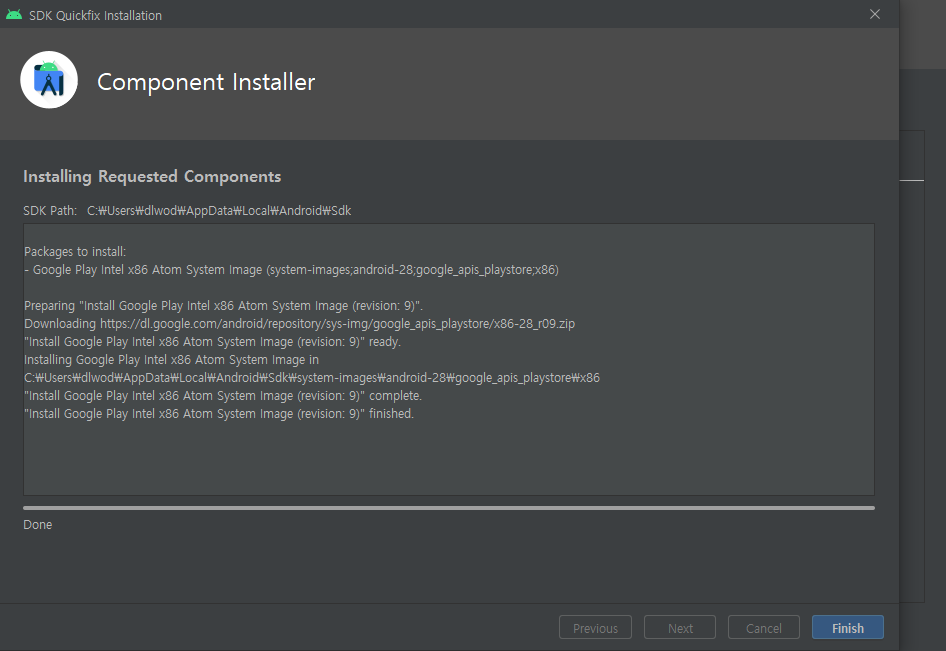 SDK Quickfix Installation
Component Installer
Installing Requested Components
SDK Path: C:₩Users₩dlwod₩AppData₩Local₩Android₩Sdk
Packages to install:
- Google Play Intel x86 Atom System Image (system-images;android-28;google_apis_playstore;x86)
Preparing "Install Google Play Intel x86 Atom System Image (revision: 9)".
Downloading https://dl.google.com/android/repository/sys-img/google_apis_playstore/x86-28_r09.zip
"Install Google Play Intel x86 Atom System Image (revision: 9)" ready.
Installing Google Play Intel x86 Atom System Image in
C:₩Users₩dlwod₩AppData₩Local₩Android₩Sdk₩system-images₩android-28₩google_apis_playstore₩x86
"Install Google Play Intel x86 Atom System Image (revision: 9)" complete.
"Install Google Play Intel x86 Atom System Image (revision: 9)" finished.
Done
Previous Next Cancel Finish